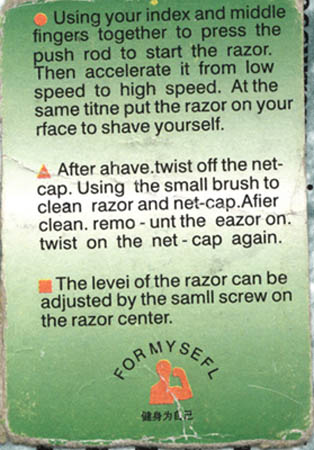 Using your index and middle
fingers together to press the
push rod to start the razor.
Then accelerate it from low
speed to high speed. At the
same titne put the razor on your
rface to shave yourself.
After ahave.twist off the net-
cap. Using the small brush to
clean razor and net-cap.Afier
clean. remo - unt the eazor on.
twist on the net - cap again.
The levei of the razor can be
adjusted by the samll screw on
the razor center.
FOR MY SEFL
健身为自己